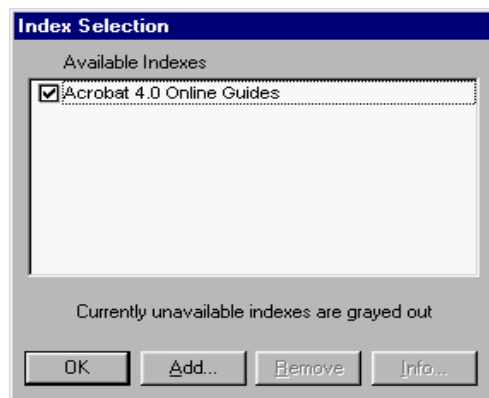 Index Selection
Available Indexes
Acrobat 4.0 Online Guides
Currently unavailable indexes are grayed out
OK Add... Remove Info...